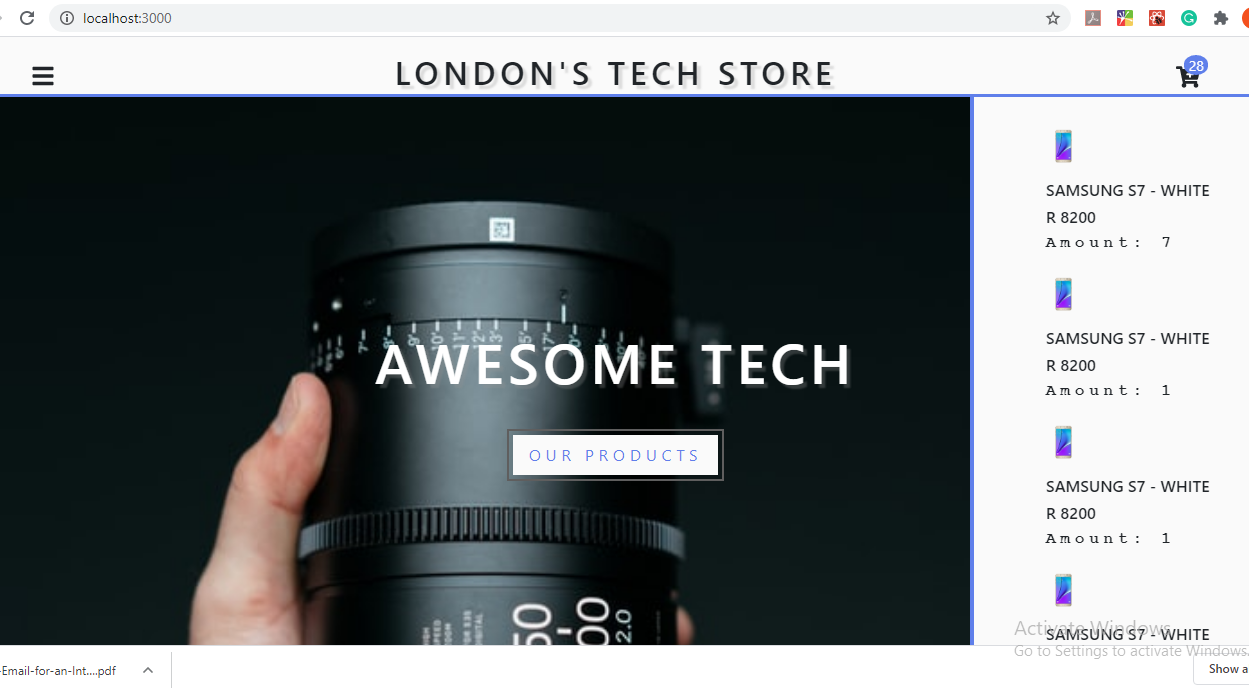 localhost:3000
LONDON'S TECH STORE
28
AWESOME TECH
OUR PRODUCTS
SAMSUNG S7 - WHITE
R 8200
Amount: 7
SAMSUNG S7 - WHITE
R 8200
Amount: 1
SAMSUNG S7 - WHITE
R 8200
Amount: 1
SAMSUNG S7 - WHITE
Activate Windows
Go to Settings to activate Windows.
-Email-for-an-Int....pdf
Show a